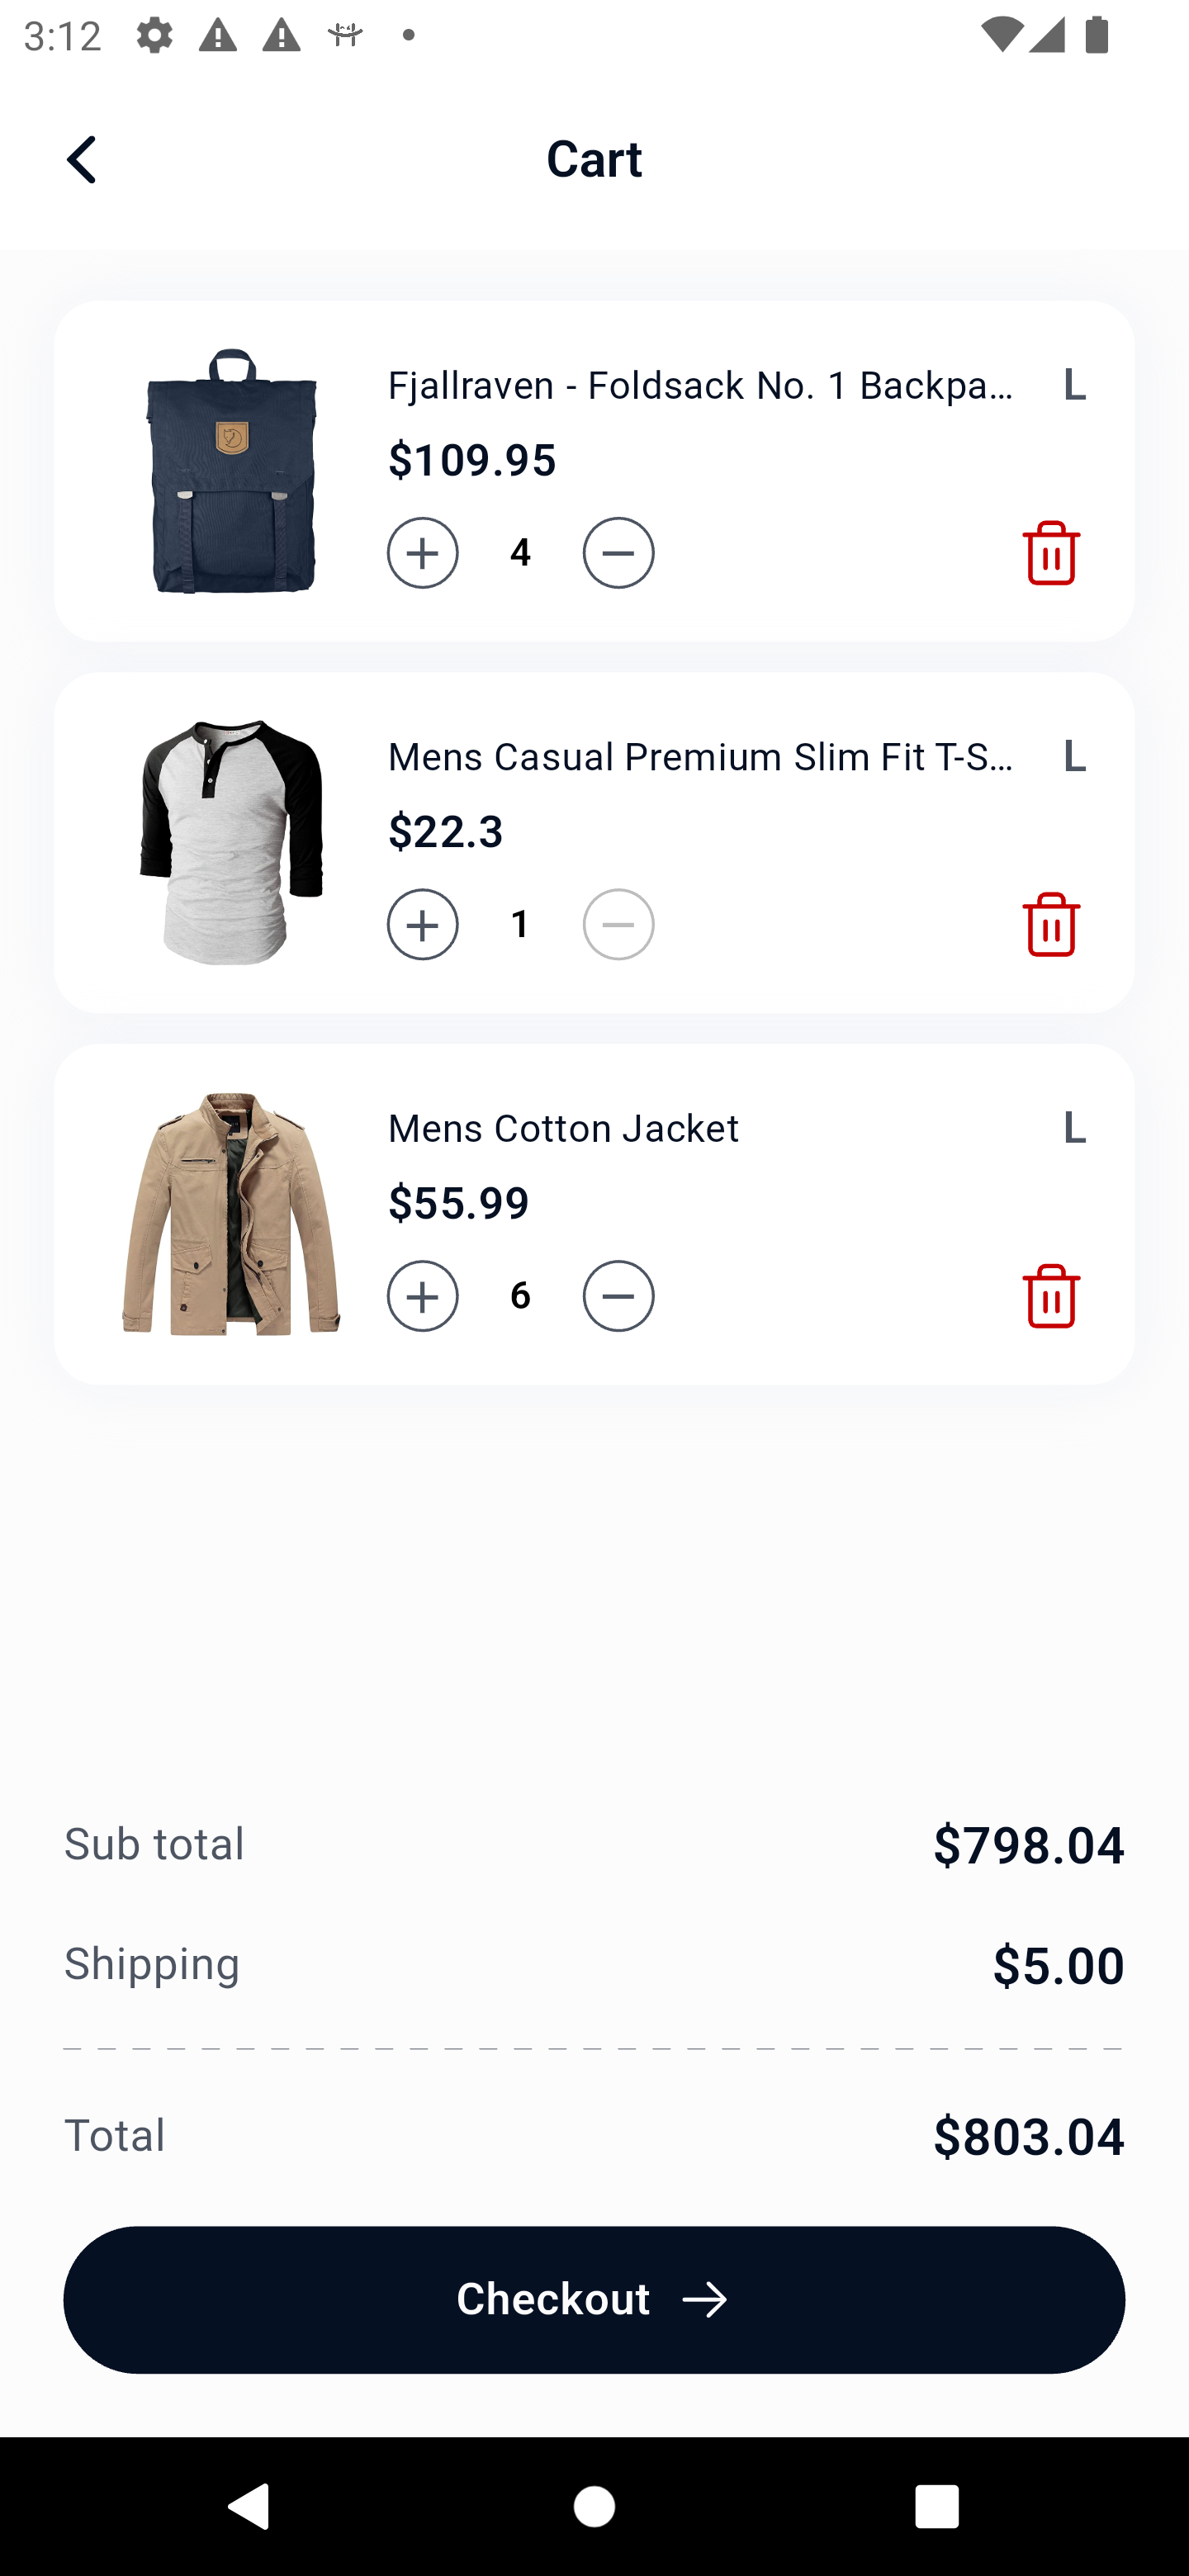 3:12
Cart
Fjallraven - Foldsack No. 1 Backpa... L
$109.95
4
Mens Casual Premium Slim Fit T-S... L
$22.3
1
Mens Cotton Jacket L
$55.99
6
Sub total $798.04
Shipping $5.00
Total $803.04
Checkout